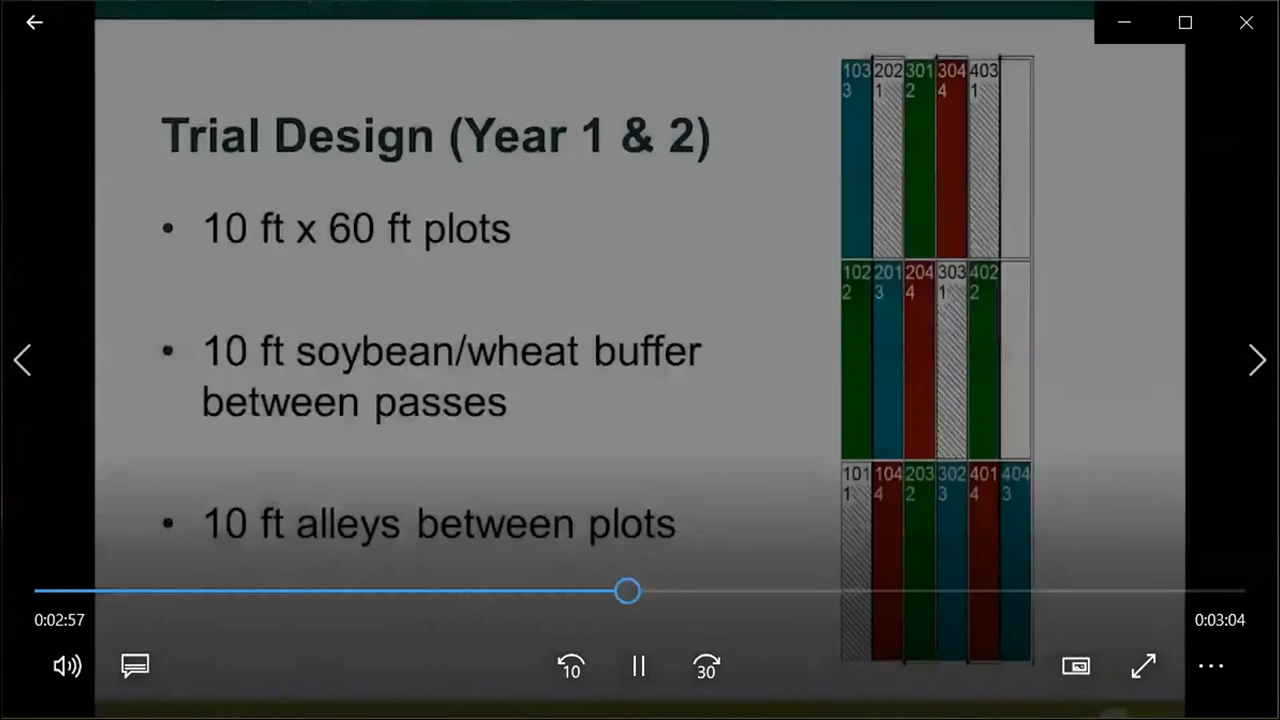 103 202 301 304 403
3 1 2 4 1
Trial Design (Year 1 & 2)
• 10 ft x 60 ft plots
102 201 204 303 402
2 3 4 1 2
• 10 ft soybean/wheat buffer
between passes
101 104 203 302 401 404
1 4 2 3 4 3
• 10 ft alleys between plots
0:02:57 0:03:04
10 30